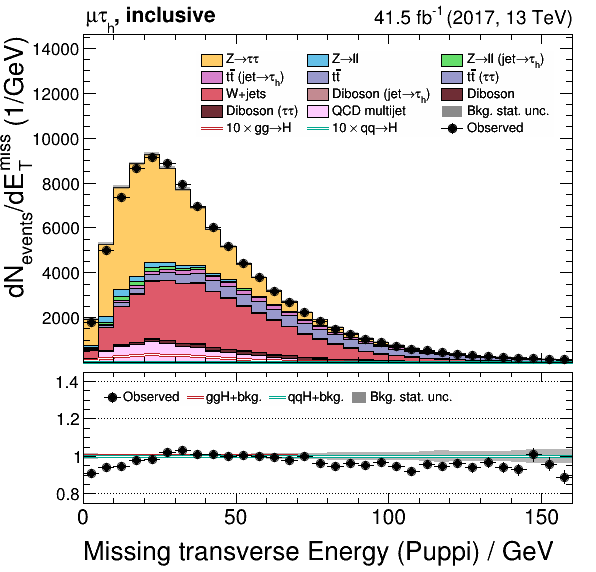 μτh, inclusive 41.5 fb-1 (2017, 13 TeV)
dNevents/dETmiss (1/GeV)
14000
12000
10000
8000
6000
4000
2000
Z→ττ Z→ll Z→ll (jet→τh)
tt̄ (jet→τh) tt̄ tt̄ (ττ)
W+jets Diboson (jet→τh) Diboson
Diboson (ττ) QCD multijet Bkg. stat. unc.
10 × gg→H 10 × qq→H Observed
1.4
1.2
1
0.8
Observed ggH+bkg. qqH+bkg. Bkg. stat. unc.
0 50 100 150
Missing transverse Energy (Puppi) / GeV